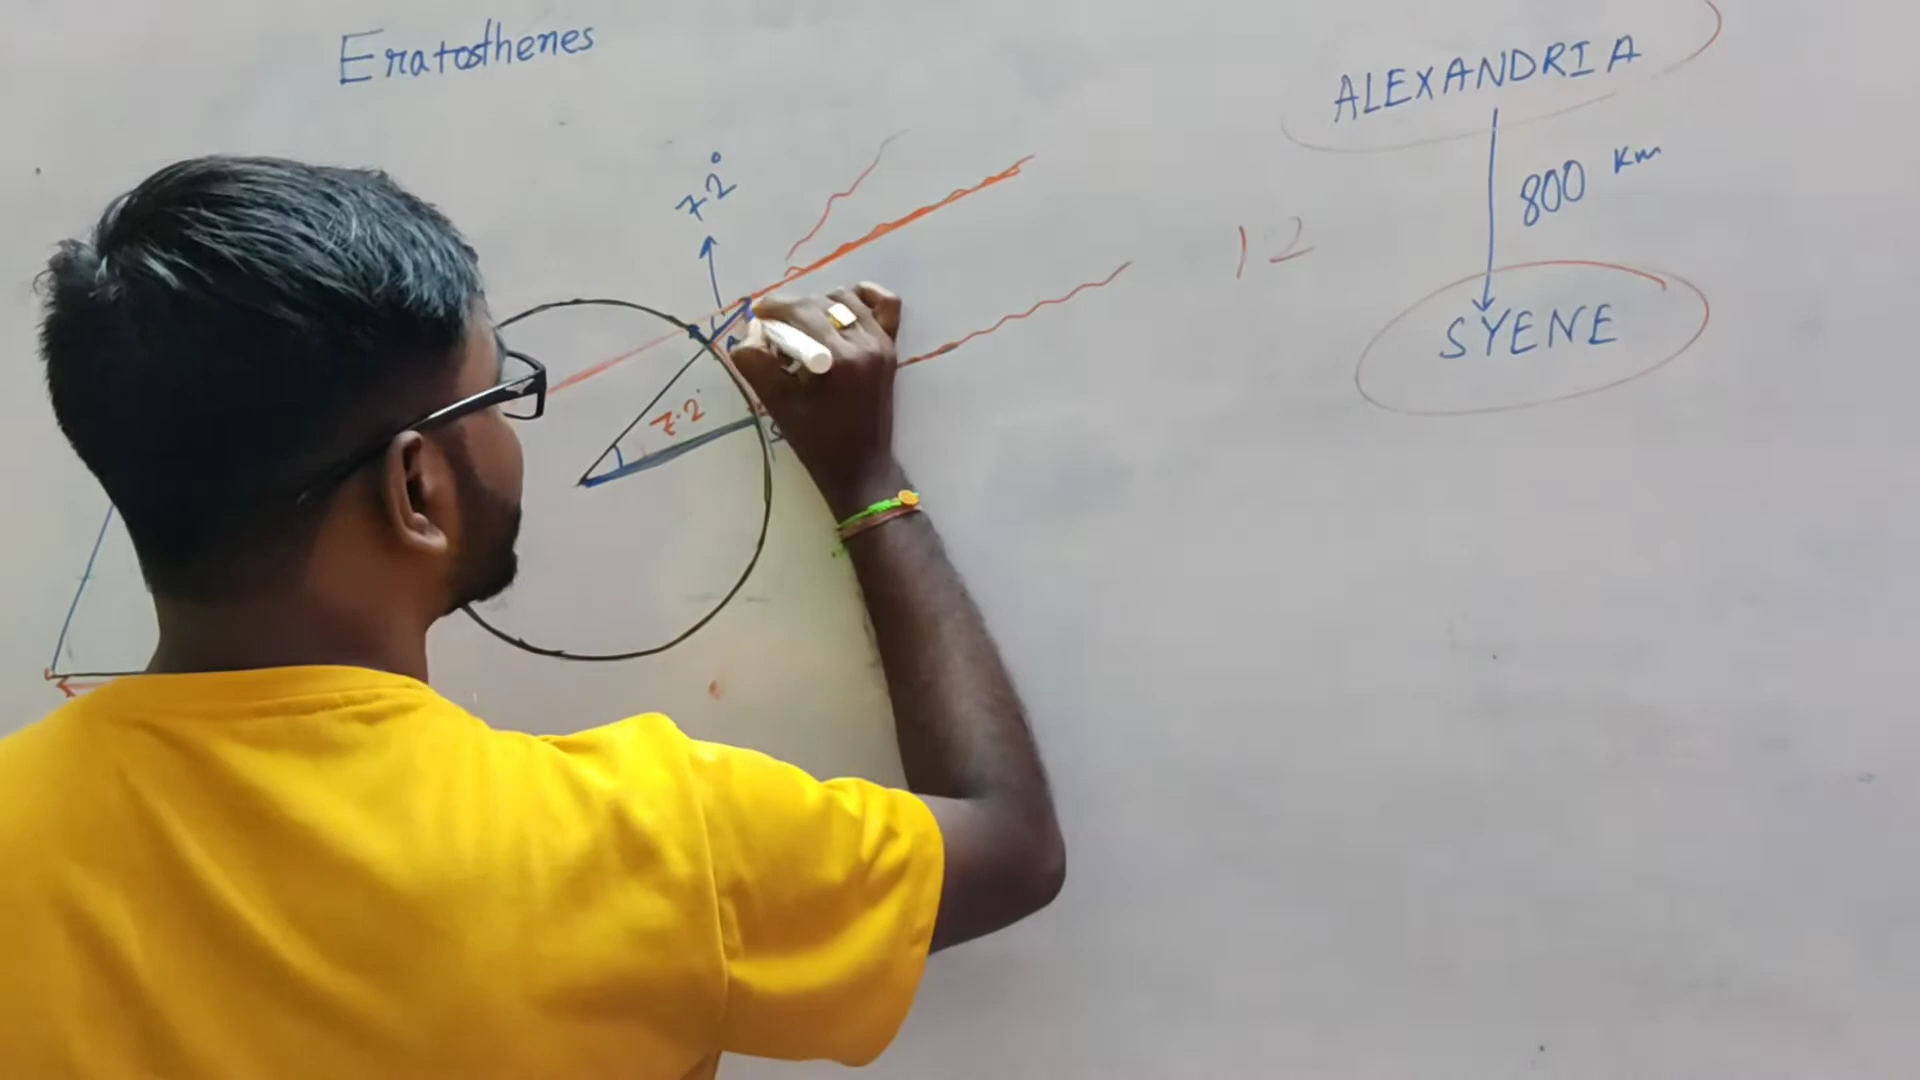 Eratosthenes
ALEXANDRIA
800 Km
7.2°
12
SYENE
A
7.2°
S